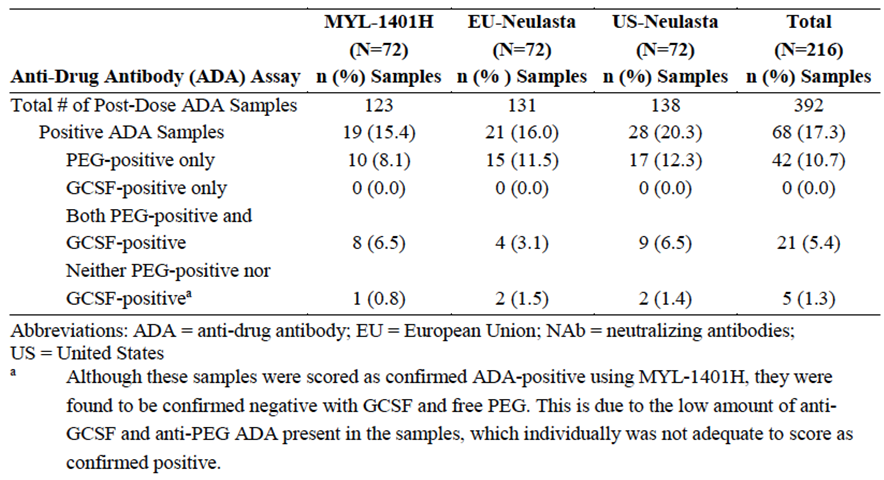 MYL-1401H EU-Neulasta US-Neulasta Total
(N=72) (N=72) (N=72) (N=216)
Anti-Drug Antibody (ADA) Assay n (%) Samples n (% ) Samples n (%) Samples n (%) Samples
Total # of Post-Dose ADA Samples 123 131 138 392
Positive ADA Samples 19 (15.4) 21 (16.0) 28 (20.3) 68 (17.3)
PEG-positive only 10 (8.1) 15 (11.5) 17 (12.3) 42 (10.7)
GCSF-positive only 0 (0.0) 0 (0.0) 0 (0.0) 0 (0.0)
Both PEG-positive and
GCSF-positive 8 (6.5) 4 (3.1) 9 (6.5) 21 (5.4)
Neither PEG-positive nor
GCSF-positiveᵃ 1 (0.8) 2 (1.5) 2 (1.4) 5 (1.3)
Abbreviations: ADA = anti-drug antibody; EU = European Union; NAb = neutralizing antibodies;
US = United States
ᵃ Although these samples were scored as confirmed ADA-positive using MYL-1401H, they were
found to be confirmed negative with GCSF and free PEG. This is due to the low amount of anti-
GCSF and anti-PEG ADA present in the samples, which individually was not adequate to score as
confirmed positive.